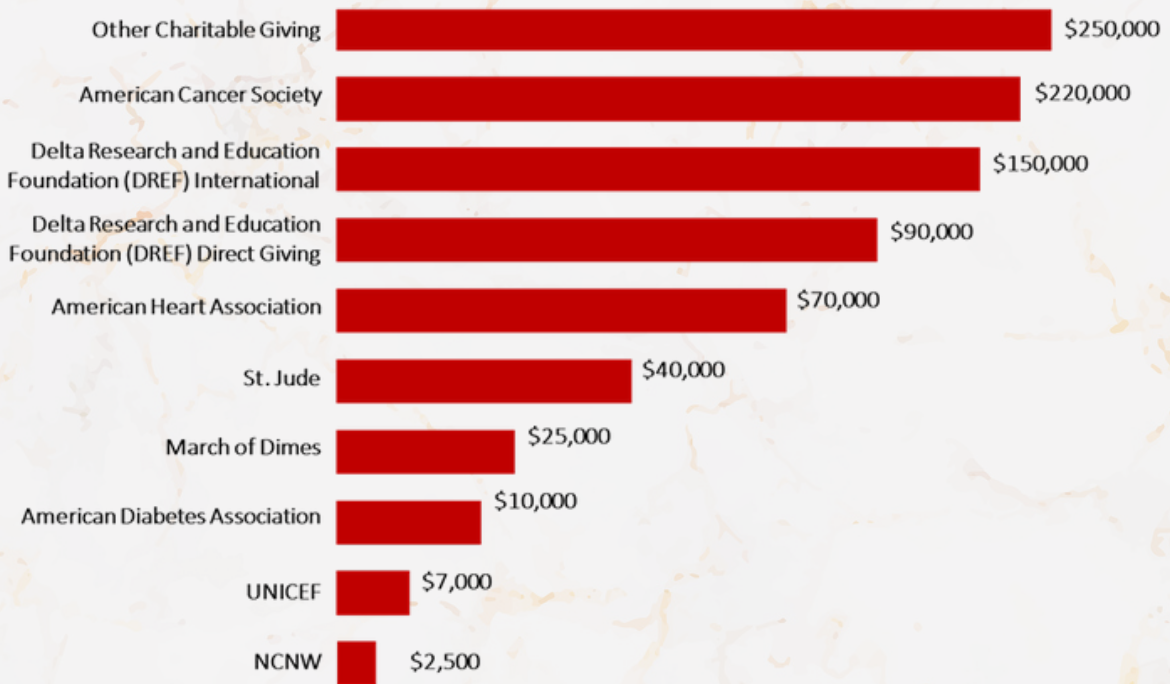 Other Charitable Giving
$250,000
American Cancer Society
$220,000
Delta Research and Education
Foundation (DREF) International
$150,000
Delta Research and Education
Foundation (DREF) Direct Giving
$90,000
American Heart Association
$70,000
St. Jude
$40,000
March of Dimes
$25,000
American Diabetes Association
$10,000
UNICEF
$7,000
NCNW
$2,500